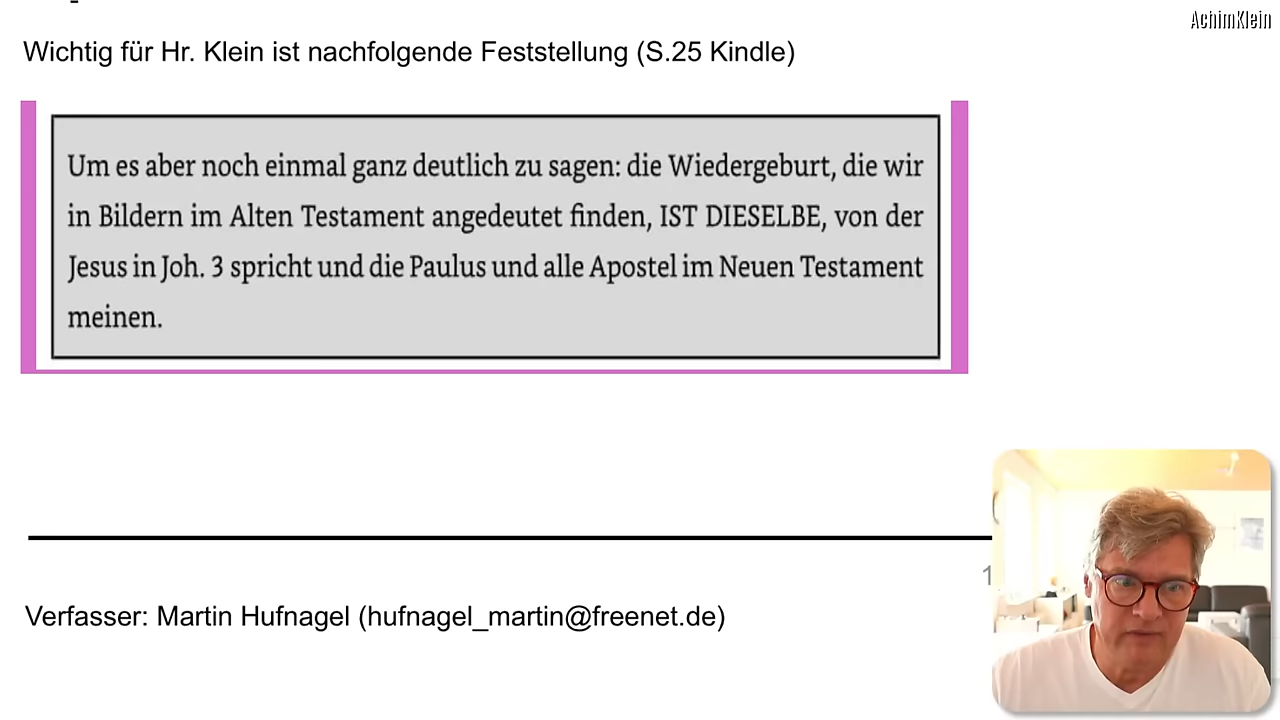 AchimKlein
Wichtig für Hr. Klein ist nachfolgende Feststellung (S.25 Kindle)
Um es aber noch einmal ganz deutlich zu sagen: die Wiedergeburt, die wir
in Bildern im Alten Testament angedeutet finden, IST DIESELBE, von der
Jesus in Joh. 3 spricht und die Paulus und alle Apostel im Neuen Testament
meinen.
1
Verfasser: Martin Hufnagel (hufnagel_martin@freenet.de)